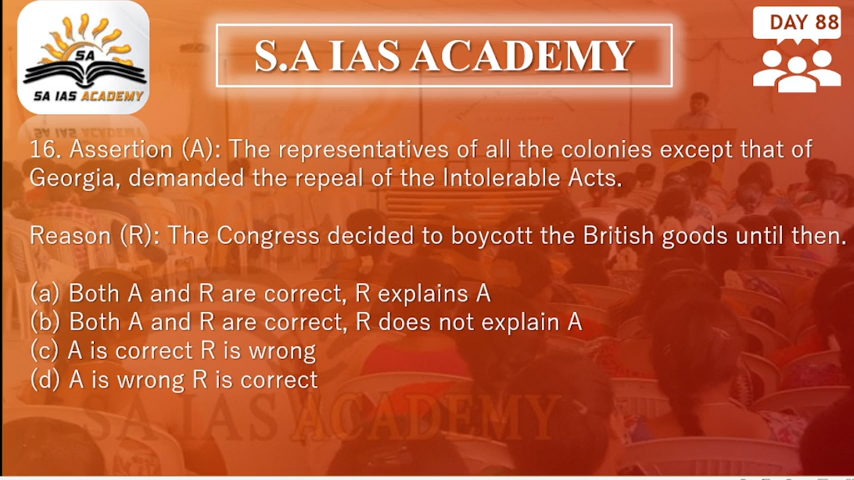 DAY 88
S.A IAS ACADEMY
SA
SA IAS ACADEMY
16. Assertion (A): The representatives of all the colonies except that of
Georgia, demanded the repeal of the Intolerable Acts.
Reason (R): The Congress decided to boycott the British goods until then.
(a) Both A and R are correct, R explains A
(b) Both A and R are correct, R does not explain A
(c) A is correct R is wrong
(d) A is wrong R is correct
SA IAS ACADEMY